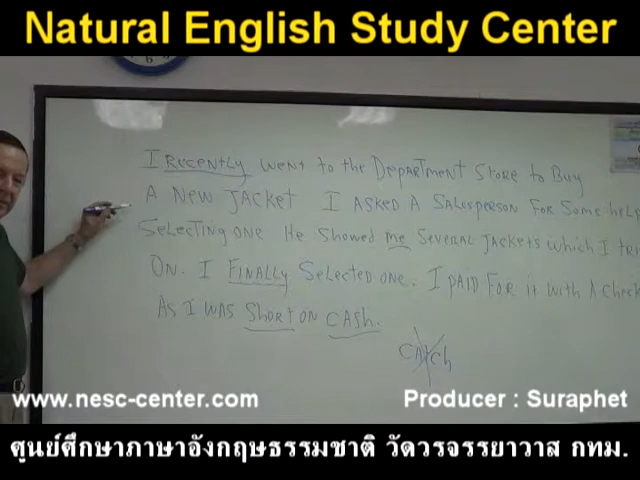 Natural English Study Center
I RECENTLY WENT to the DEPARTMENT STORE to Buy
A NEW JACKET I ASKED A SALESPERSON FOR Some help
SELECTING ONE He SHOWED me SEVERAL JACKETS WHICH I
ON. I FINALLY SELECTED ONE. I PAID FOR it WITH A Check
AS I WAS SHORT ON CASH.
CATCh
www.nesc-center.com
Producer : Suraphet
ศูนย์ศึกษาภาษาอังกฤษธรรมชาติ วัดวรจรรยาวาส กทม.